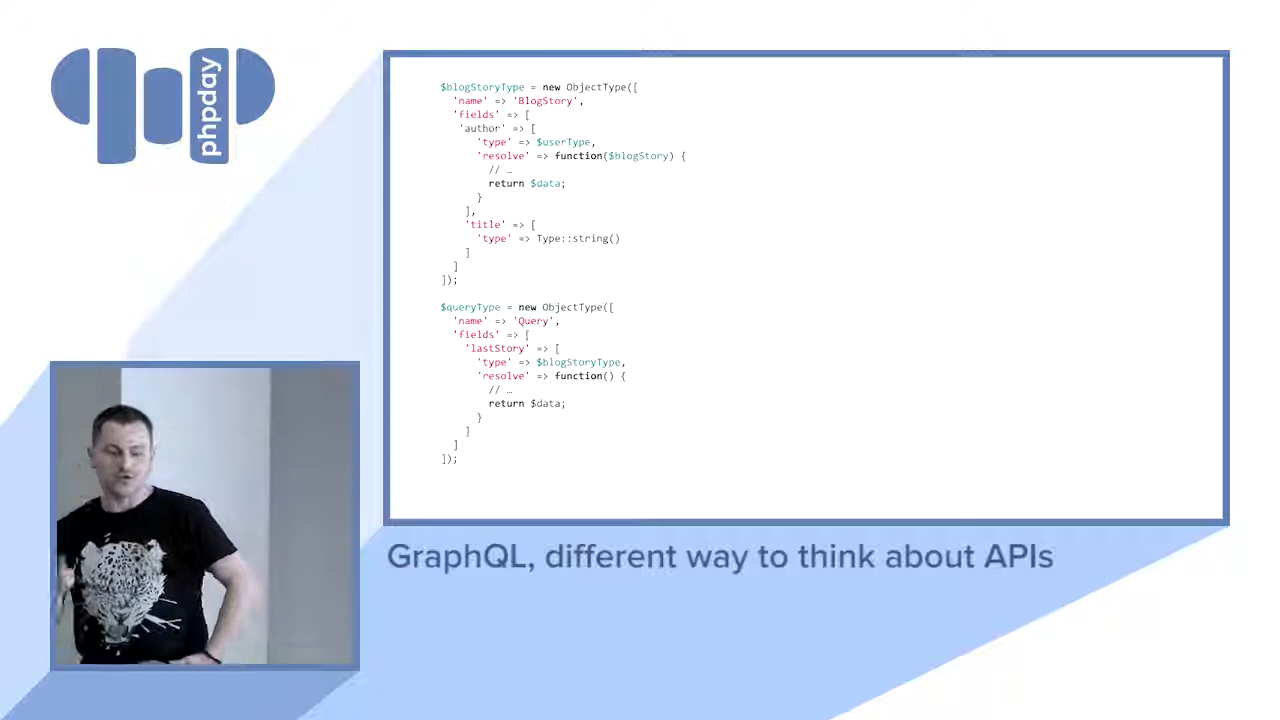 phpday
$blogStoryType = new ObjectType([
'name' => 'BlogStory',
'fields' => [
'author' => [
'type' => $userType,
'resolve' => function($blogStory) {
// …
return $data;
}
],
'title' => [
'type' => Type::string()
]
]
]);
$queryType = new ObjectType([
'name' => 'Query',
'fields' => [
'lastStory' => [
'type' => $blogStoryType,
'resolve' => function() {
// …
return $data;
}
]
]
]);
GraphQL, different way to think about APIs